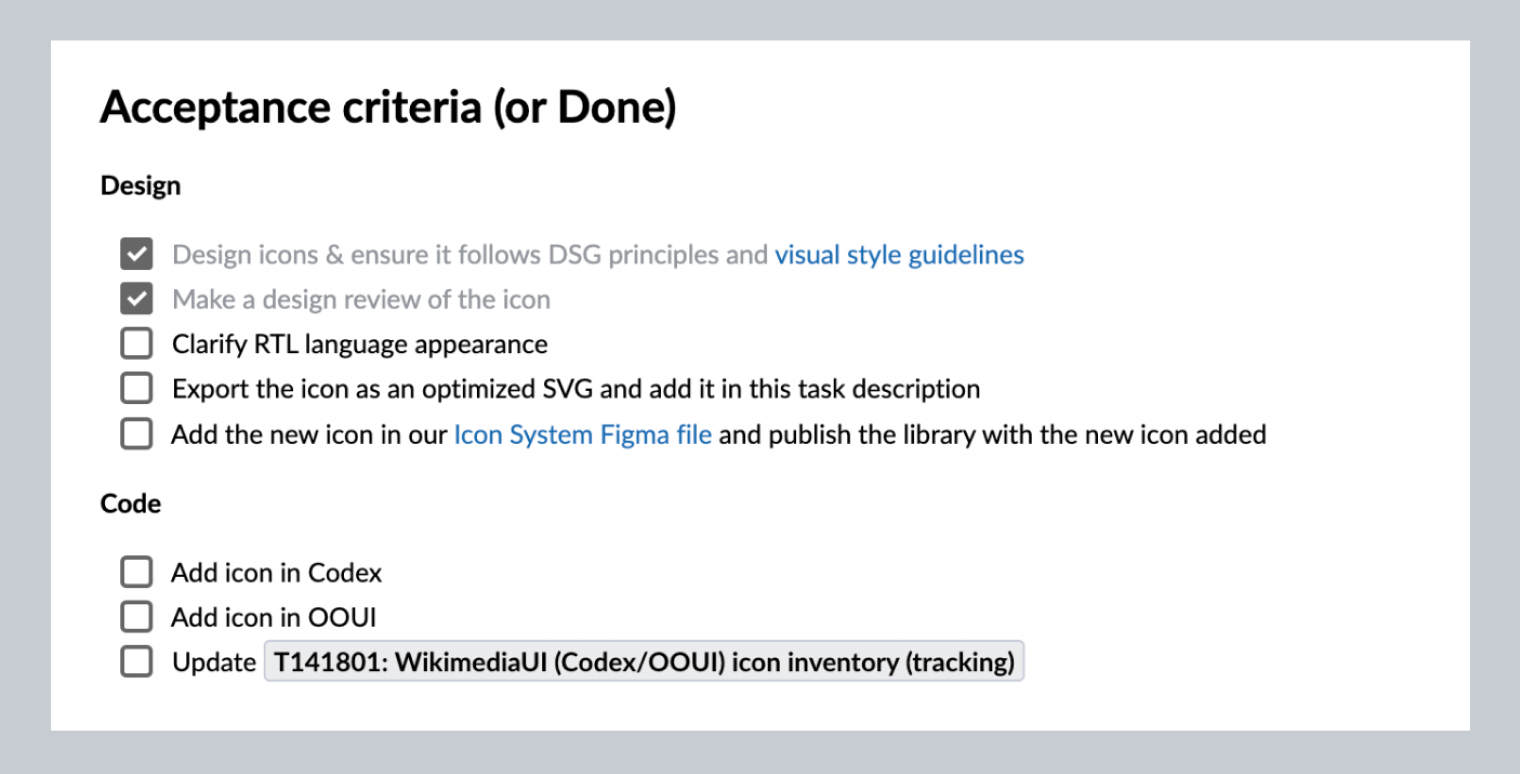 Acceptance criteria (or Done)
Design
Design icons & ensure it follows DSG principles and visual style guidelines
Make a design review of the icon
Clarify RTL language appearance
Export the icon as an optimized SVG and add it in this task description
Add the new icon in our Icon System Figma file and publish the library with the new icon added
Code
Add icon in Codex
Add icon in OOUI
Update T141801: WikimediaUI (Codex/OOUI) icon inventory (tracking)